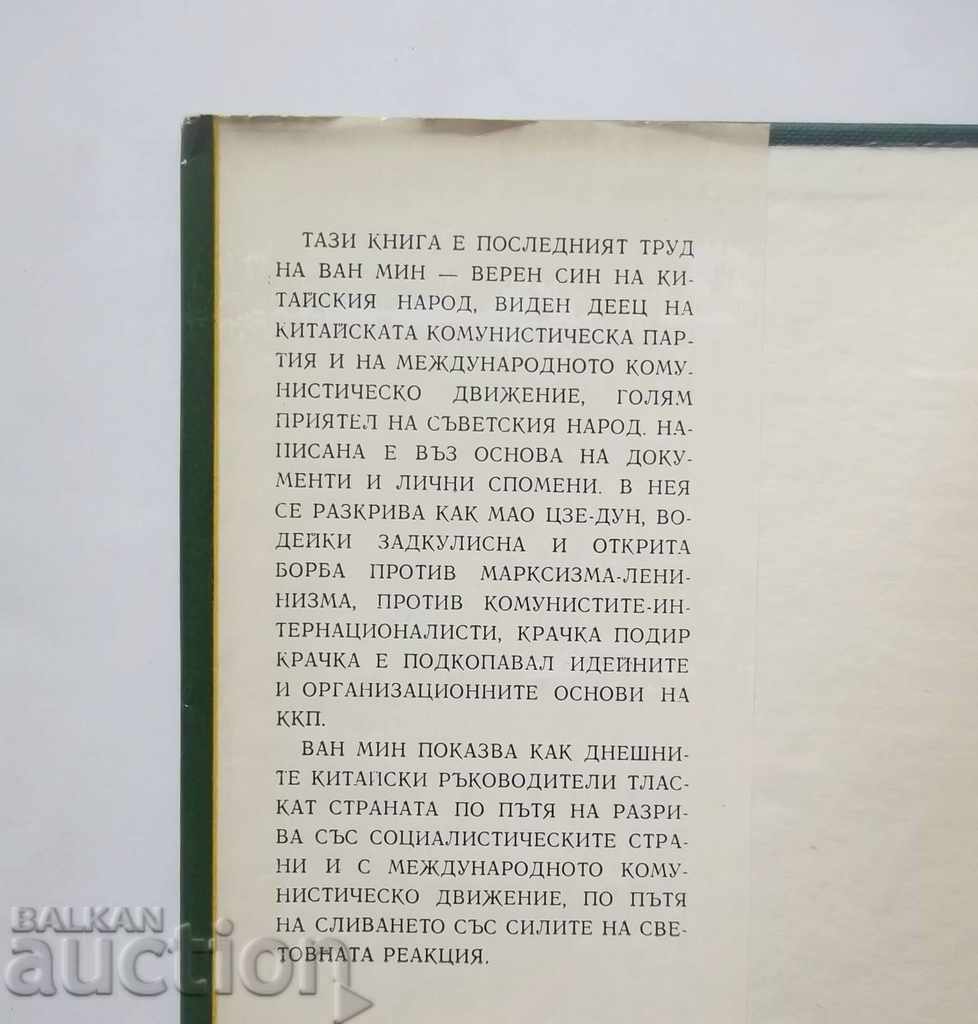 ТАЗИ КНИГА Е ПОСЛЕДНИЯТ ТРУД
НА ВАН МИН — ВЕРЕН СИН НА КИ-
ТАЙСКИЯ НАРОД, ВИДЕН ДЕЕЦ НА
КИТАЙСКАТА КОМУНИСТИЧЕСКА ПАР-
ТИЯ И НА МЕЖДУНАРОДНОТО КОМУ-
НИСТИЧЕСКО ДВИЖЕНИЕ, ГОЛЯМ
ПРИЯТЕЛ НА СЪВЕТСКИЯ НАРОД. НА-
ПИСАНА Е ВЪЗ ОСНОВА НА ДОКУ-
МЕНТИ И ЛИЧНИ СПОМЕНИ. В НЕЯ
СЕ РАЗКРИВА КАК МАО ЦЗЕ-ДУН, ВО-
ДЕЙКИ ЗАДКУЛИСНА И ОТКРИТА
БОРБА ПРОТИВ МАРКСИЗМА-ЛЕНИ-
НИЗМА, ПРОТИВ КОМУНИСТИТЕ-ИН-
ТЕРНАЦИОНАЛИСТИ, КРАЧКА ПОДИР
КРАЧКА Е ПОДКОПАВАЛ ИДЕЙНИТЕ
И ОРГАНИЗАЦИОННИТЕ ОСНОВИ НА
ККП.
ВАН МИН ПОКАЗВА КАК ДНЕШНИ-
ТЕ КИТАЙСКИ РЪКОВОДИТЕЛИ ТЛАС-
КАТ СТРАНАТА ПО ПЪТЯ НА РАЗРИ-
ВА СЪС СОЦИАЛИСТИЧЕСКИТЕ СТРА-
НИ И С МЕЖДУНАРОДНОТО КОМУ-
НИСТИЧЕСКО ДВИЖЕНИЕ, ПО ПЪТЯ
НА СЛИВАНЕТО СЪС СИЛИТЕ НА СВЕ-
ТОВНАТА РЕАКЦИЯ.
BALKAN
auction